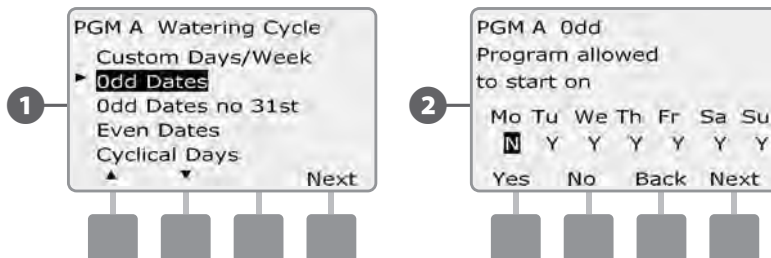 PGM A Watering Cycle
Custom Days/Week
Odd Dates
Odd Dates no 31st
Even Dates
Cyclical Days
Next
1
PGM A Odd
Program allowed
to start on
Mo Tu We Th Fr Sa Su
N Y Y Y Y Y Y
Yes No Back Next
2